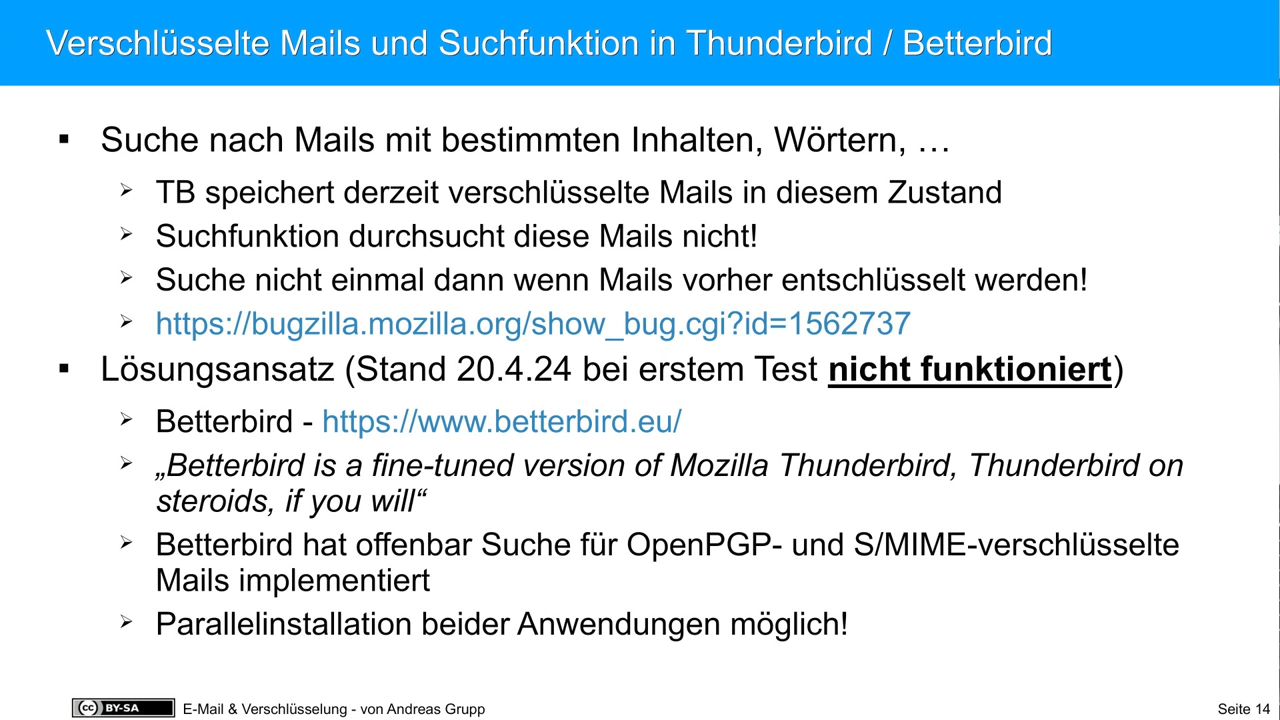 Verschlüsselte Mails und Suchfunktion in Thunderbird / Betterbird
▪ Suche nach Mails mit bestimmten Inhalten, Wörtern, …
➢ TB speichert derzeit verschlüsselte Mails in diesem Zustand
➢ Suchfunktion durchsucht diese Mails nicht!
➢ Suche nicht einmal dann wenn Mails vorher entschlüsselt werden!
➢ https://bugzilla.mozilla.org/show_bug.cgi?id=1562737
▪ Lösungsansatz (Stand 20.4.24 bei erstem Test nicht funktioniert)
➢ Betterbird - https://www.betterbird.eu/
➢ „Betterbird is a fine-tuned version of Mozilla Thunderbird, Thunderbird on
steroids, if you will“
➢ Betterbird hat offenbar Suche für OpenPGP- und S/MIME-verschlüsselte
Mails implementiert
➢ Parallelinstallation beider Anwendungen möglich!
cc BY-SA E-Mail & Verschlüsselung - von Andreas Grupp Seite 14